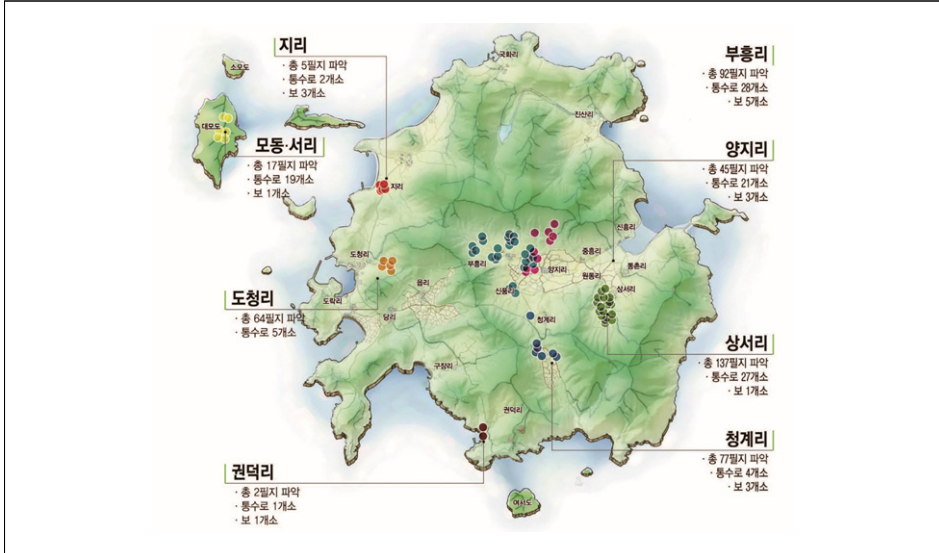 지리
· 총 5필지 파악
· 통수로 2개소
· 보 3개소
부흥리
· 총 92필지 파악
· 통수로 28개소
· 보 5개소
모동·서리
· 총 17필지 파악
· 통수로 19개소
· 보 1개소
양지리
· 총 45필지 파악
· 통수로 21개소
· 보 3개소
도청리
· 총 64필지 파악
· 통수로 5개소
상서리
· 총 137필지 파악
· 통수로 27개소
· 보 1개소
청계리
· 총 77필지 파악
· 통수로 4개소
· 보 3개소
권덕리
· 총 2필지 파악
· 통수로 1개소
· 보 1개소
국화리
소모도
대모도
진산리
지리
신흥리
중흥리
도청리
부흥리
양지리
원동리
동촌리
읍리
신풍리
상서리
도락리
당리
청계리
구장리
권덕리
여서도